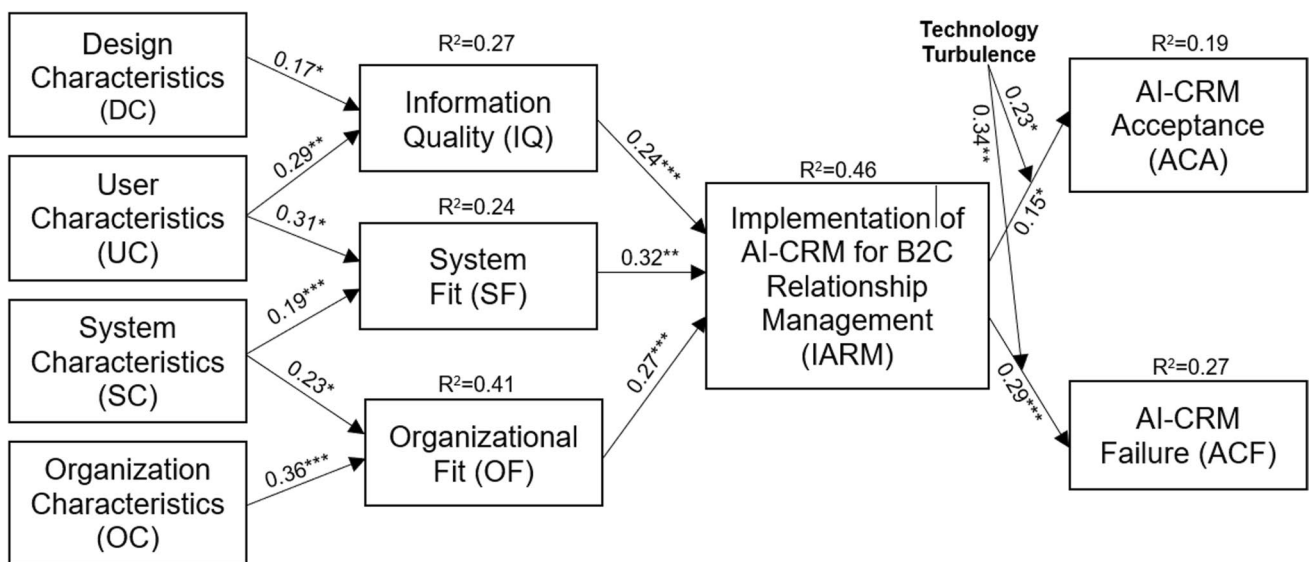 Design
Characteristics
(DC)
User
Characteristics
(UC)
System
Characteristics
(SC)
Organization
Characteristics
(OC)
0.17*
0.29**
0.31*
0.19***
0.23*
0.36***
R²=0.27
Information
Quality (IQ)
R²=0.24
System
Fit (SF)
R²=0.41
Organizational
Fit (OF)
0.24***
0.32**
0.27***
R²=0.46
Implementation of
AI-CRM for B2C
Relationship
Management
(IARM)
Technology
Turbulence
0.23*
0.34**
0.15*
0.29***
R²=0.19
AI-CRM
Acceptance
(ACA)
R²=0.27
AI-CRM
Failure (ACF)